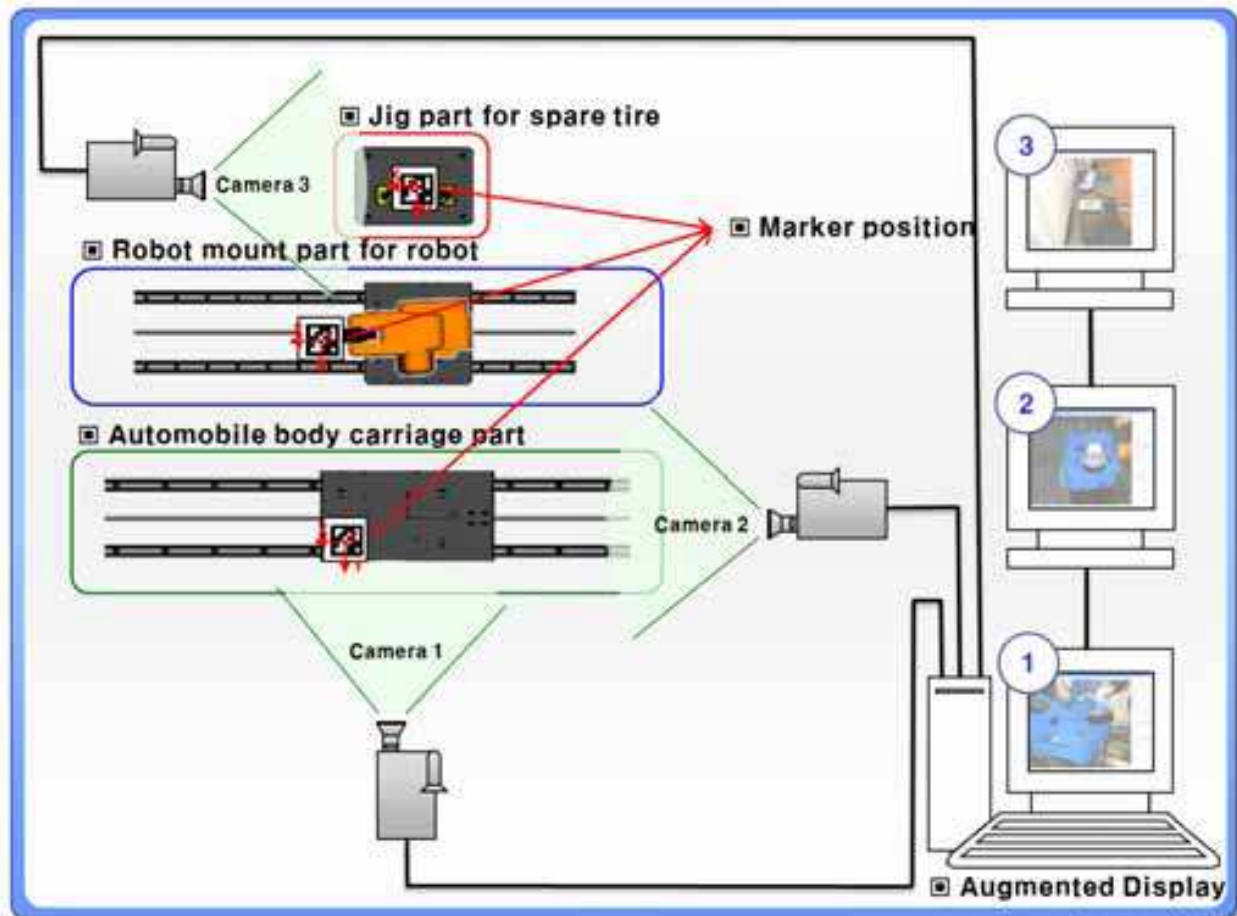 Jig part for spare tire
3
Camera 3
Marker position
Robot mount part for robot
2
Automobile body carriage part
Camera 2
Camera 1
1
Augmented Display